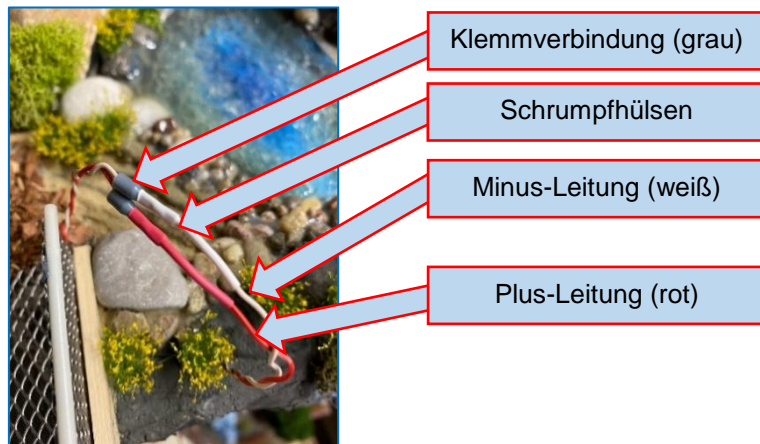 Klemmverbindung (grau)
Schrumpfhülsen
Minus-Leitung (weiß)
Plus-Leitung (rot)